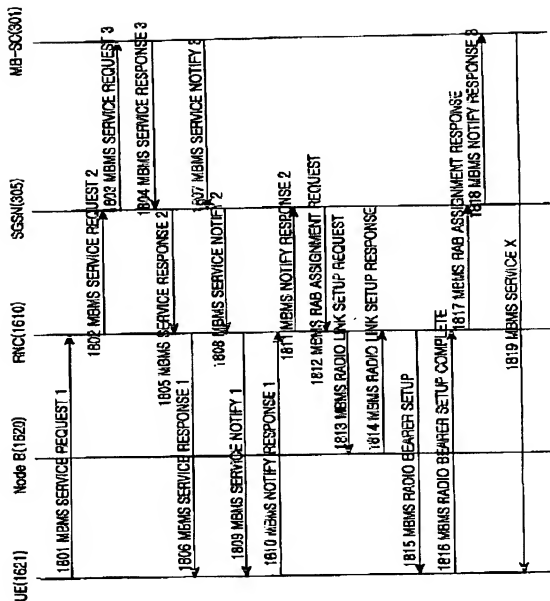 UE(1621)
Node B(1620)
RNC(1610)
SGSN(305)
MB-SC(301)
1801 MBMS SERVICE REQUEST 1
1802 MBMS SERVICE REQUEST 2
1803 MBMS SERVICE REQUEST 3
1804 MBMS SERVICE RESPONSE 3
1805 MBMS SERVICE RESPONSE 2
1806 MBMS SERVICE RESPONSE 1
1807 MBMS SERVICE NOTIFY 3
1808 MBMS SERVICE NOTIFY 2
1809 MBMS SERVICE NOTIFY 1
1810 MBMS NOTIFY RESPONSE 1
1811 MBMS NOTIFY RESPONSE 2
1812 MBMS RAB ASSIGNMENT REQUEST
1813 MBMS RADIO LINK SETUP REQUEST
1814 MBMS RADIO LINK SETUP RESPONSE
1815 MBMS RADIO BEARER SETUP
1816 MBMS RADIO BEARER SETUP COMPLETE
1817 MBMS RAB ASSIGNMENT RESPONSE
1818 MBMS NOTIFY RESPONSE 3
1819 MBMS SERVICE X